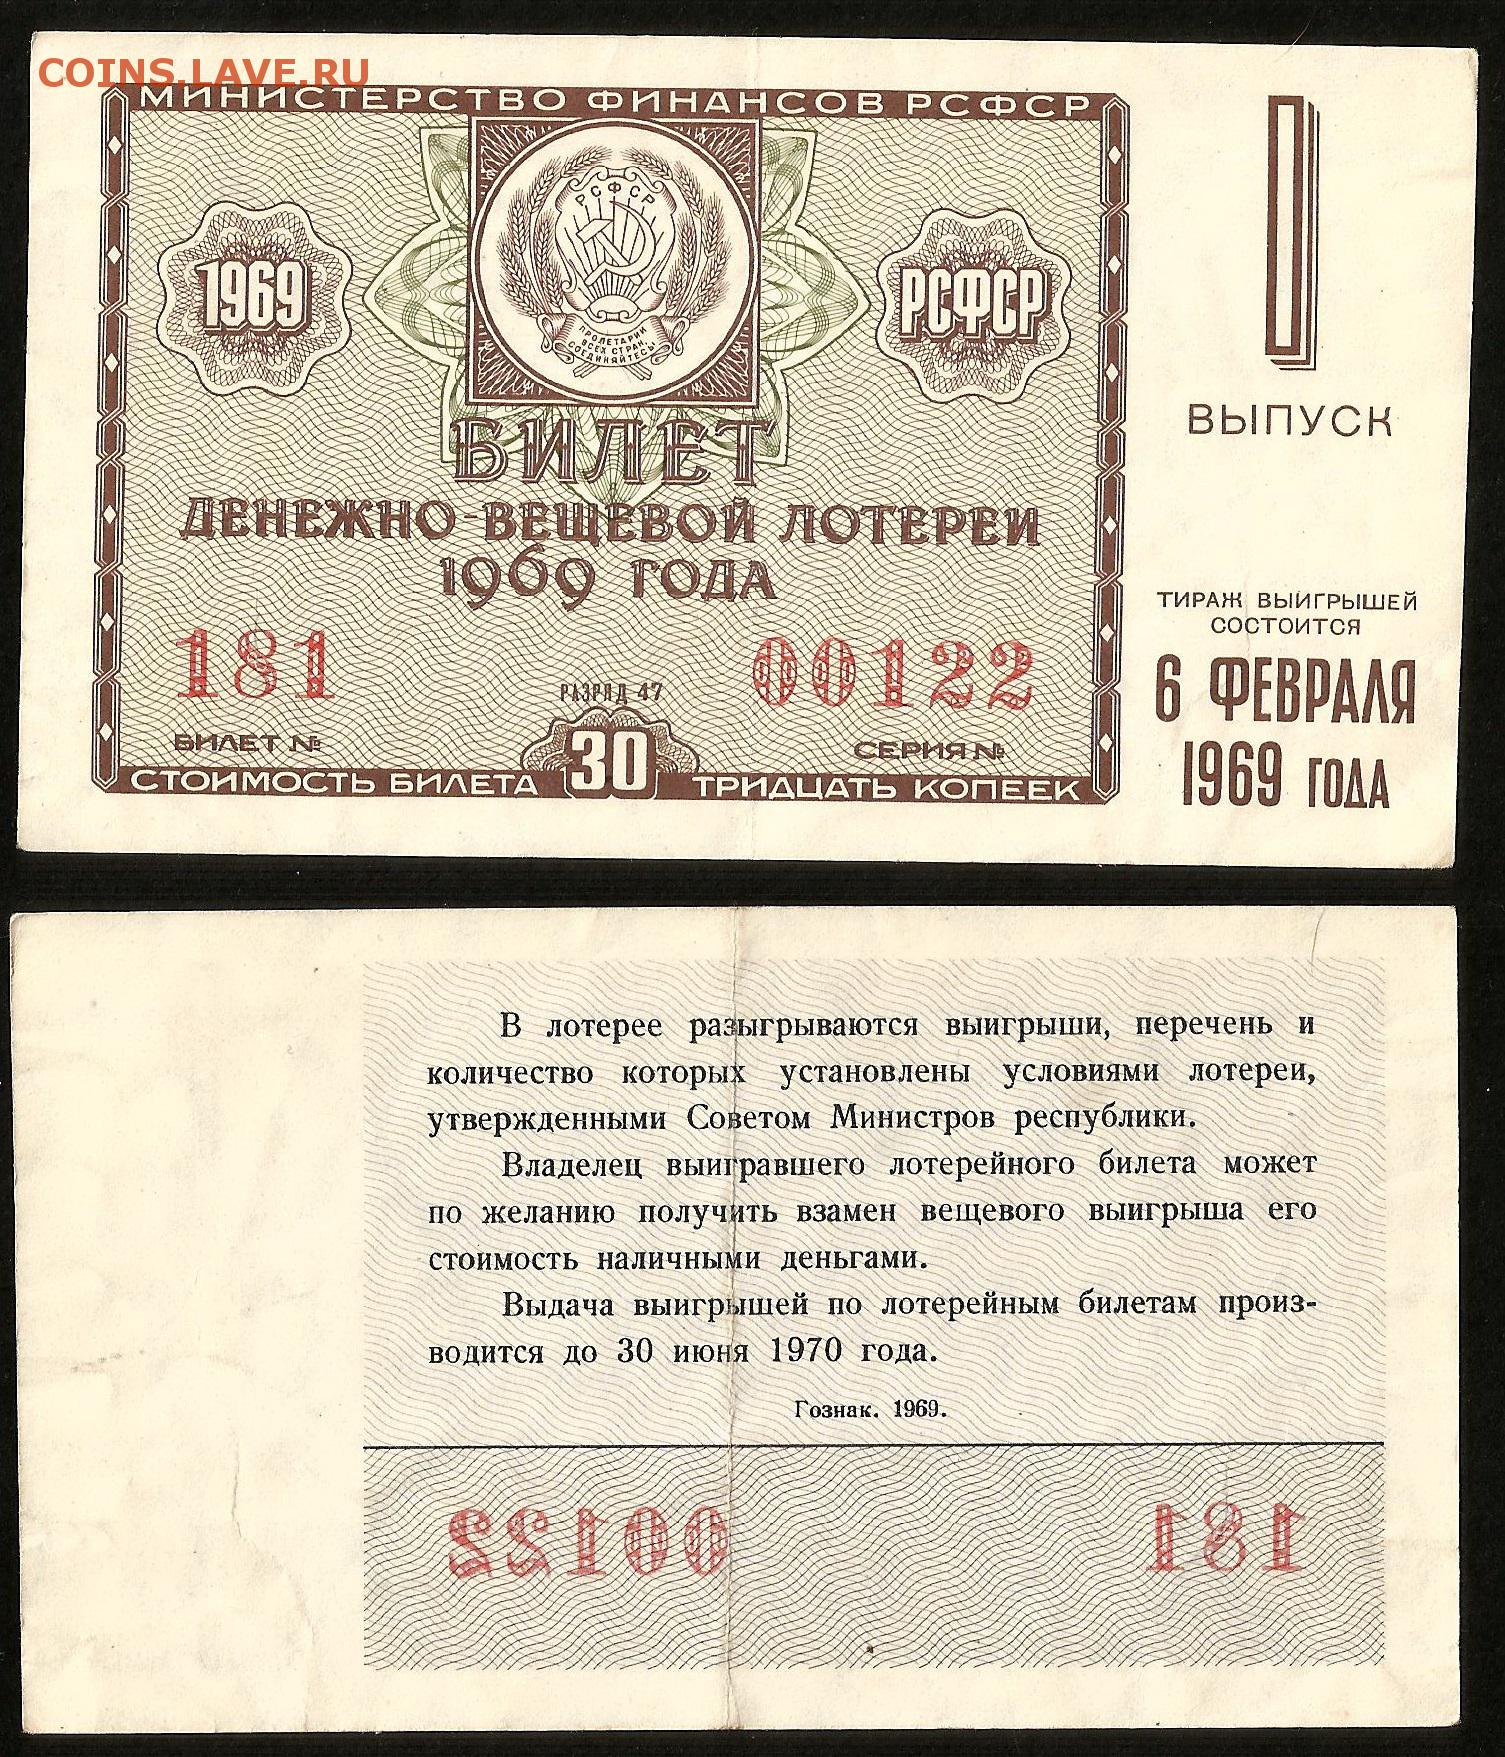 COINS.LAVE.RU
МИНИСТЕРСТВО ФИНАНСОВ РСФСР
РСФСР
ПРОЛЕТАРИИ
ВСЕХ СТРАН
СОЕДИНЯЙТЕСЬ!
1969
РСФСР
I
ВЫПУСК
БИЛЕТ
ДЕНЕЖНО-ВЕЩЕВОЙ ЛОТЕРЕИ
1969 ГОДА
ТИРАЖ ВЫИГРЫШЕЙ
СОСТОИТСЯ
6 ФЕВРАЛЯ
1969 ГОДА
181
РАЗРЯД 47
00122
БИЛЕТ №
СЕРИЯ №
СТОИМОСТЬ БИЛЕТА 30 ТРИДЦАТЬ КОПЕЕК
В лотерее разыгрываются выигрыши, перечень и
количество которых установлены условиями лотереи,
утвержденными Советом Министров республики.
Владелец выигравшего лотерейного билета может
по желанию получить взамен вещевого выигрыша его
стоимость наличными деньгами.
Выдача выигрышей по лотерейным билетам произ-
водится до 30 июня 1970 года.
Гознак. 1969.
00122
181